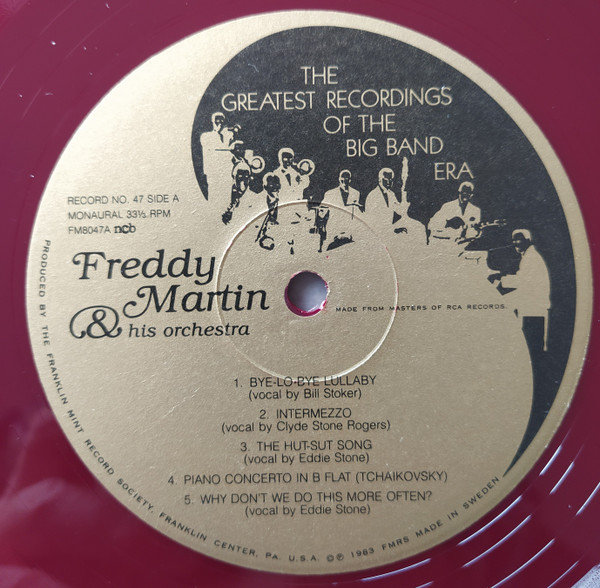 THE
GREATEST RECORDINGS
OF THE
BIG BAND
ERA
RECORD NO. 47 SIDE A
MONAURAL 33⅓ RPM
FM8047A ncb
Freddy
Martin
& his orchestra
MADE FROM MASTERS OF RCA RECORDS.
1. BYE-LO-BYE LULLABY
(vocal by Bill Stoker)
2. INTERMEZZO
(vocal by Clyde Stone Rogers)
3. THE HUT-SUT SONG
(vocal by Eddie Stone)
4. PIANO CONCERTO IN B FLAT (TCHAIKOVSKY)
5. WHY DON'T WE DO THIS MORE OFTEN?
(vocal by Eddie Stone)
PRODUCED BY THE FRANKLIN MINT RECORD SOCIETY, FRANKLIN CENTER, PA. U.S.A. © ℗ 1983 FMRS MADE IN SWEDEN